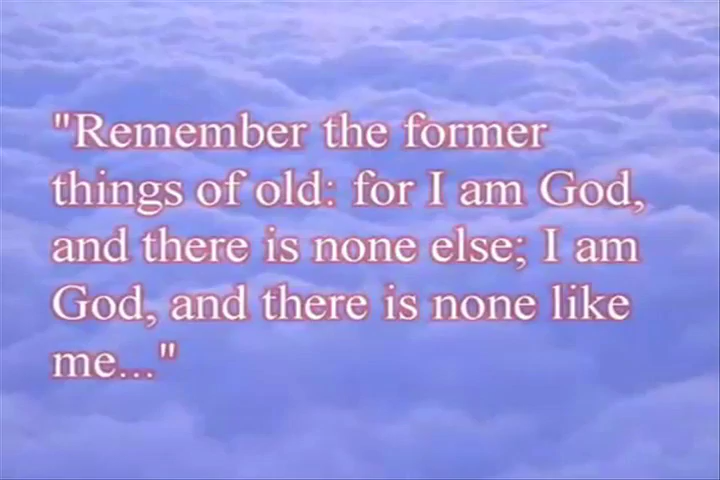 "Remember the former
things of old: for I am God,
and there is none else; I am
God, and there is none like
me..."